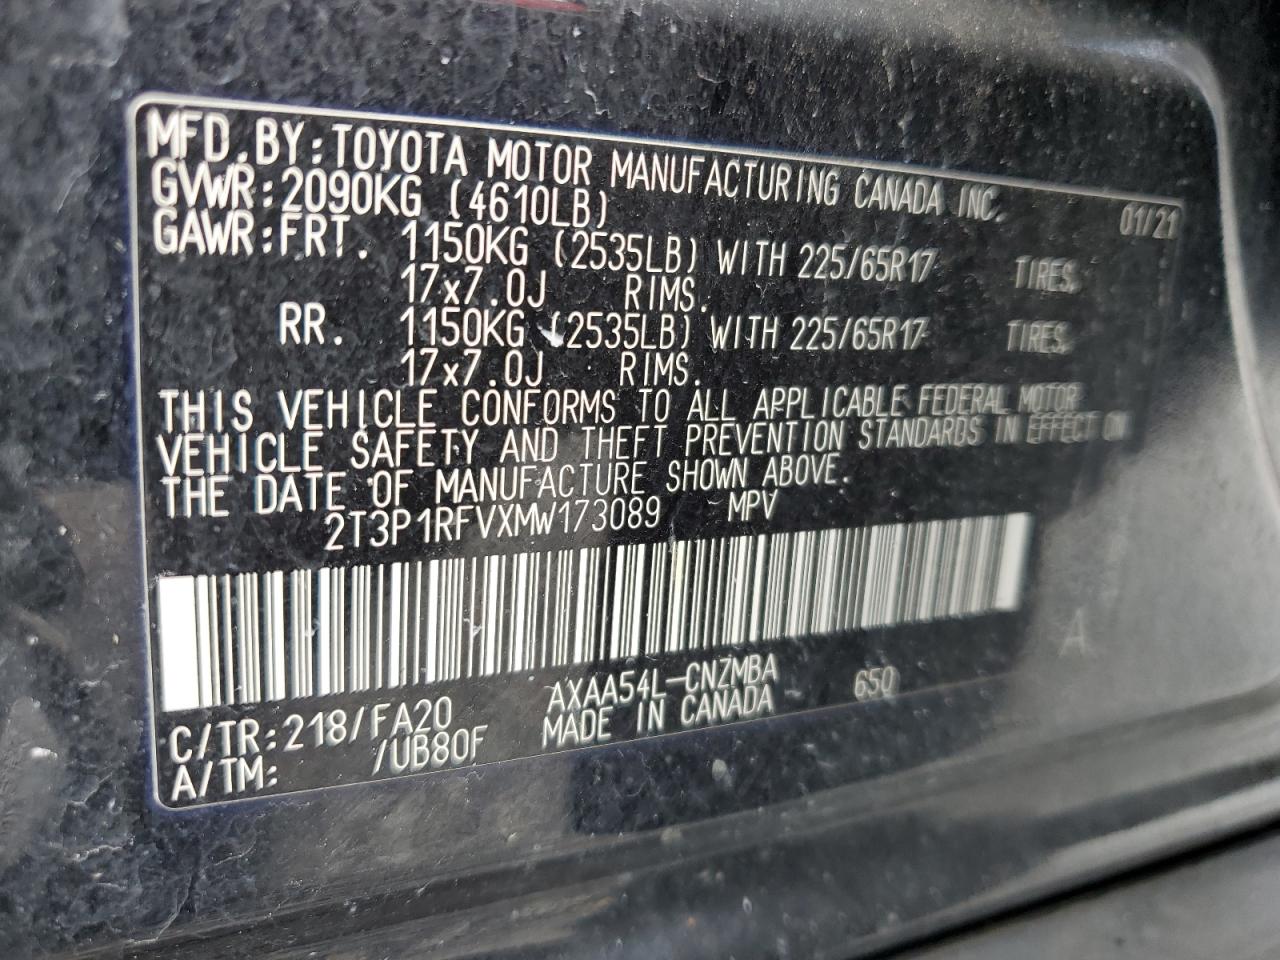 MFD.BY:TOYOTA MOTOR MANUFACTURING CANADA INC. 01/21
GVWR:2090KG (4610LB)
GAWR:FRT. 1150KG (2535LB) WITH 225/65R17 TIRES.
17x7.0J RIMS.
RR. 1150KG (2535LB) WITH 225/65R17 TIRES.
17x7.0J RIMS.
THIS VEHICLE CONFORMS TO ALL APPLICABLE FEDERAL MOTOR
VEHICLE SAFETY AND THEFT PREVENTION STANDARDS IN EFFECT ON
THE DATE OF MANUFACTURE SHOWN ABOVE.
2T3P1RFVXMW173089 MPV
A
C/TR:218/FA20 AXAA54L-CNZMBA 650
A/TM: /UB80F MADE IN CANADA